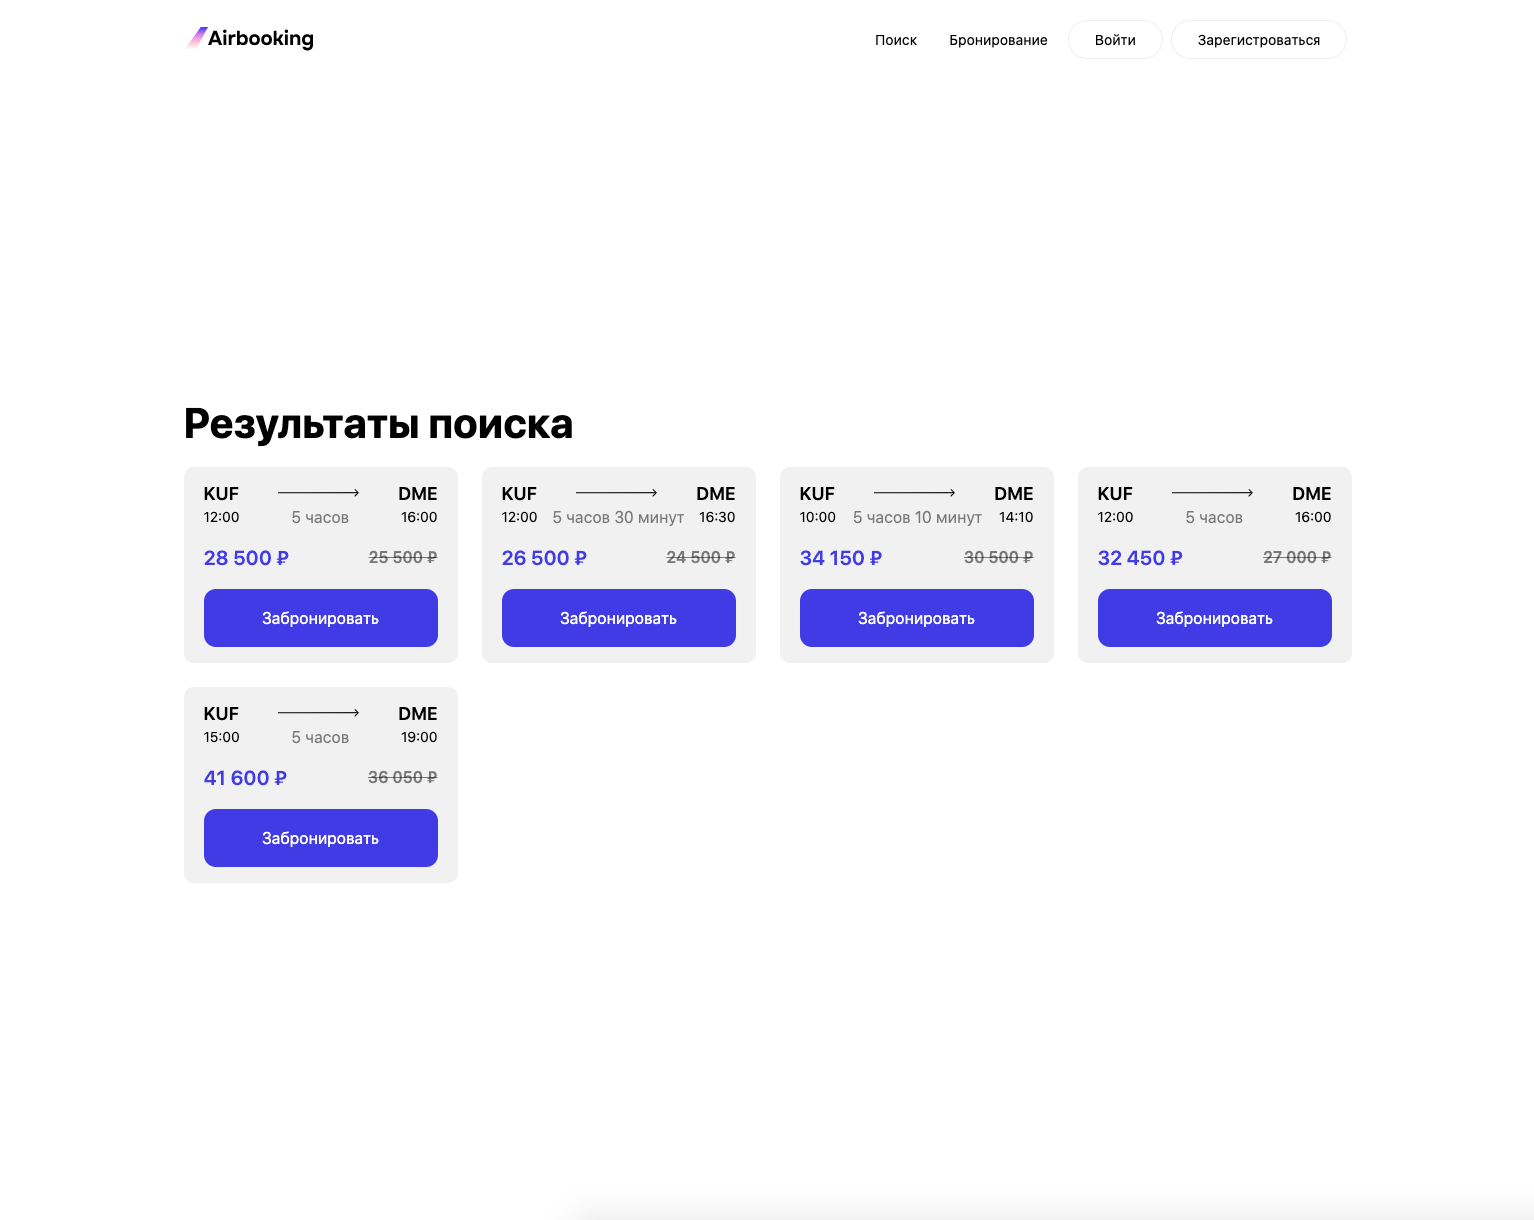 Airbooking
Поиск
Бронирование
Войти
Зарегистроваться
Результаты поиска
KUF DME
12:00 5 часов 16:00
28 500 ₽ 25 500 ₽
Забронировать
KUF DME
12:00 5 часов 30 минут 16:30
26 500 ₽ 24 500 ₽
Забронировать
KUF DME
10:00 5 часов 10 минут 14:10
34 150 ₽ 30 500 ₽
Забронировать
KUF DME
12:00 5 часов 16:00
32 450 ₽ 27 000 ₽
Забронировать
KUF DME
15:00 5 часов 19:00
41 600 ₽ 36 050 ₽
Забронировать